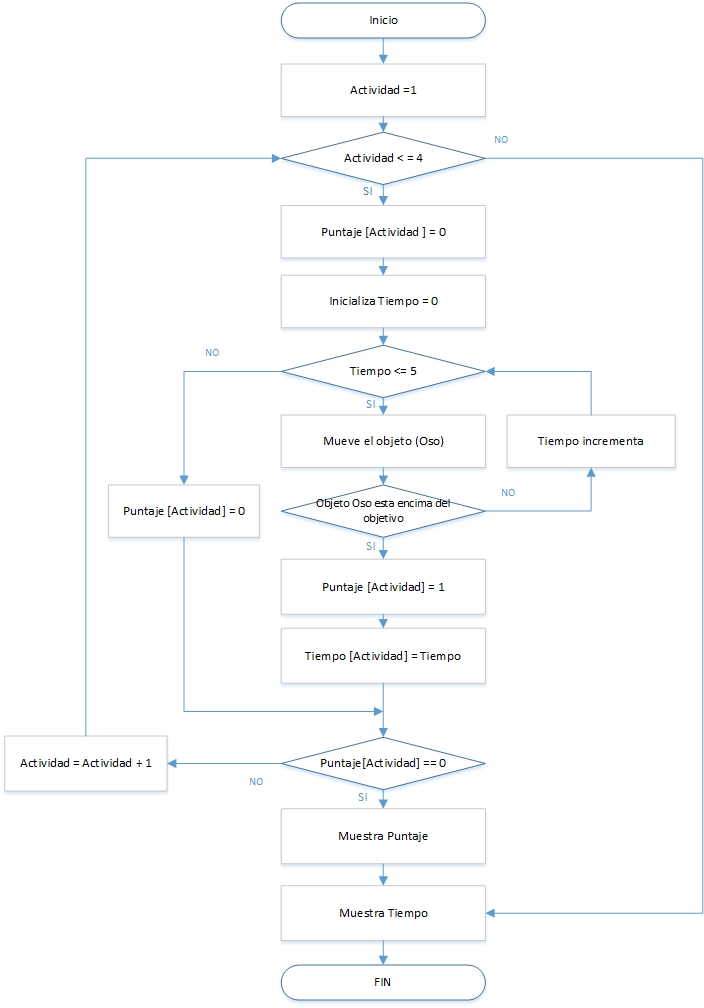 Inicio
Actividad =1
Actividad < = 4
NO
SI
Puntaje [Actividad ] = 0
Inicializa Tiempo = 0
NO
Tiempo <= 5
SI
Mueve el objeto (Oso)
Tiempo incrementa
Puntaje [Actividad] = 0
Objeto Oso esta encima del
objetivo
NO
SI
Puntaje [Actividad] = 1
Tiempo [Actividad] = Tiempo
Actividad = Actividad + 1
Puntaje[Actividad] == 0
NO
SI
Muestra Puntaje
Muestra Tiempo
FIN